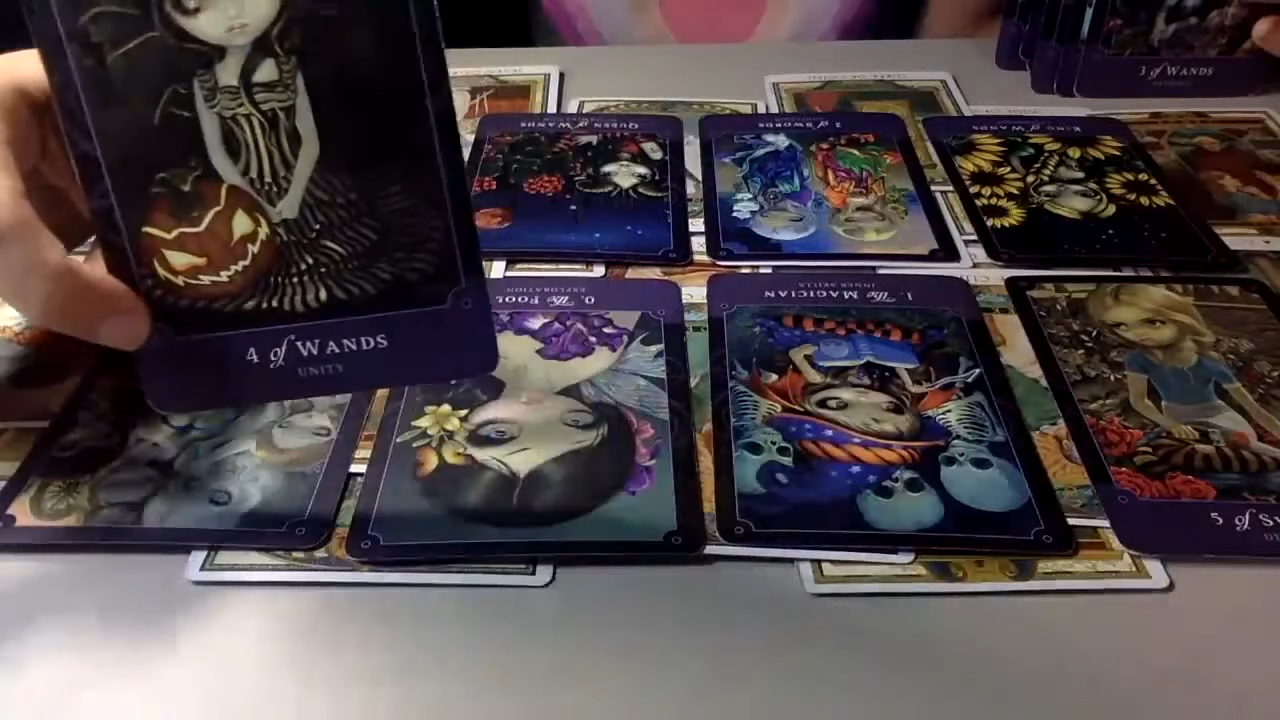 3 of WANDS
QUEEN of WANDS
2 of SWORDS
KING of WANDS
4 of WANDS
UNITY
0. The FOOL
EXPLORATION
1. The MAGICIAN
INNER SKILLS
5 of S